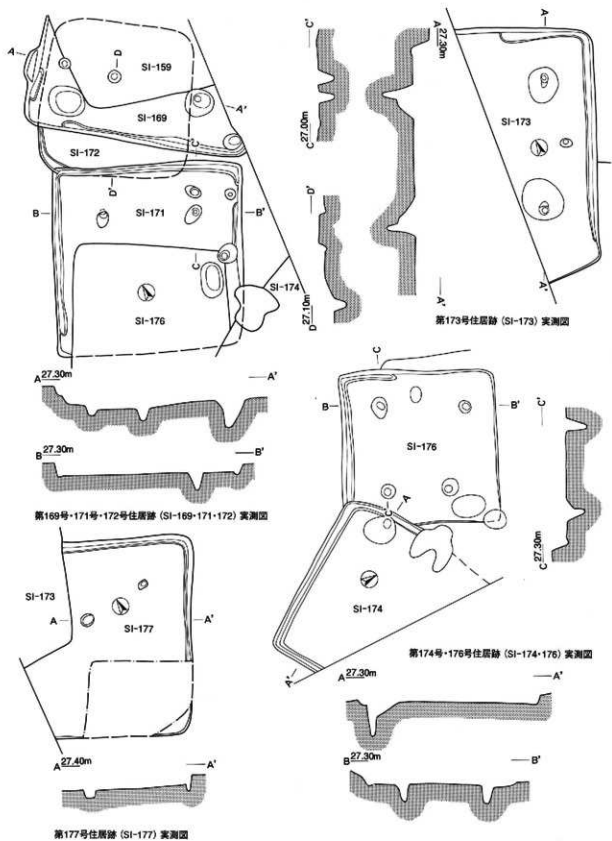 A
D
SI-159
SI-169
A'
SI-172
C'
D'
B
SI-171
B'
C
SI-176
SI-174
D
C'
27.00m
C
D'
27.10m
D
A
27.30m
A'
A
SI-173
A'
第173号住居跡 (SI-173) 実測図
A 27.30m
A'
B 27.30m
B'
第169号・171号・172号住居跡 (SI-169・171・172) 実測図
C
B
B'
SI-176
C'
A
SI-174
A'
C'
27.30m
C
第174号・176号住居跡 (SI-174・176) 実測図
A 27.30m
A'
B 27.30m
B'
SI-173
A
SI-177
A'
A 27.40m
A'
第177号住居跡 (SI-177) 実測図